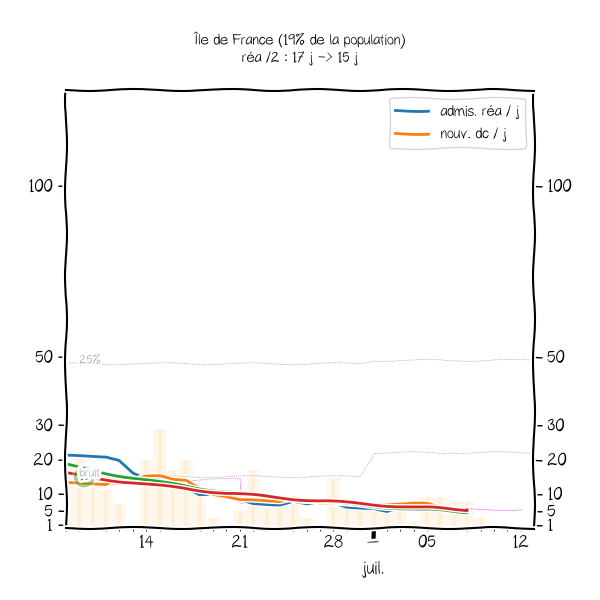 Île de France (19% de la population)
réa /2 : 17 j -> 15 j
admis. réa / j
nouv. dc / j
100 100
50 50
25%
30 30
20 20
bruit
10 10
5 5
1 1
14 21 28 1 05 12
juil.